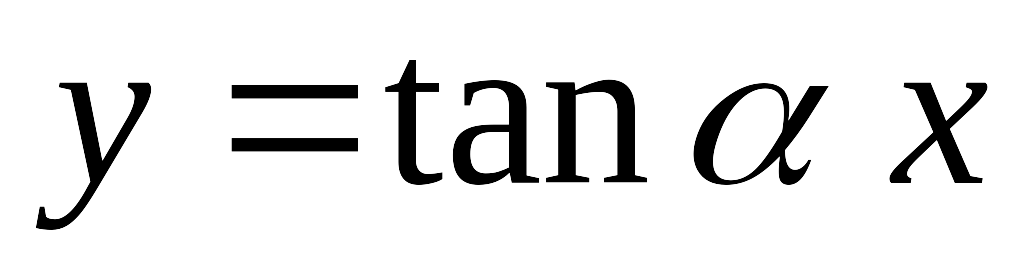 y = tan α x